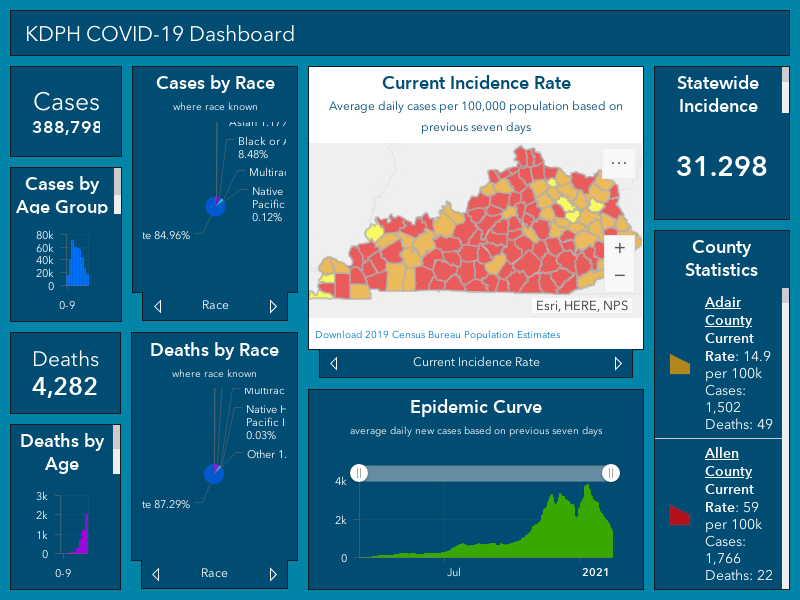 KDPH COVID-19 Dashboard
Cases
388,798
Cases by
Age Group
80k
60k
40k
20k
0
0-9
Deaths
4,282
Deaths by
Age
3k
2k
1k
0
0-9
Cases by Race
where race known
Black or
8.48%
Native
Pacific
0.12%
84.96%
Race
Deaths by Race
where race known
Native
Pacific
0.03%
Other 1.
87.29%
Race
Current Incidence Rate
Average daily cases per 100,000 population based on
previous seven days
...
+
−
Esri, HERE, NPS
Download 2019 Census Bureau Population Estimates
Current Incidence Rate
Epidemic Curve
average daily new cases based on previous seven days
4k
2k
0
Jul
2021
Statewide
Incidence
31.298
County
Statistics
Adair
County
Current
Rate: 14.9
per 100k
Cases:
1,502
Deaths: 49
Allen
County
Current
Rate: 59
per 100k
Cases:
1,766
Deaths: 22